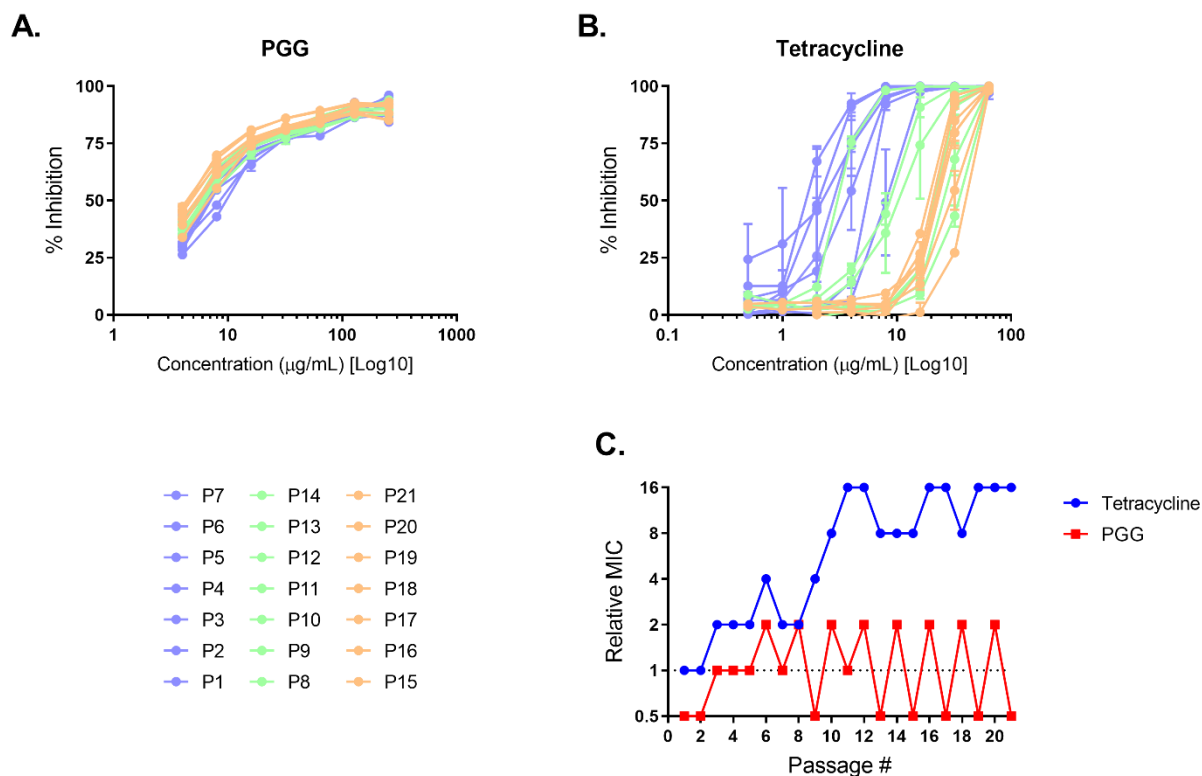 A.
PGG
% Inhibition
100
75
50
25
0
1 10 100 1000
Concentration (μg/mL) [Log10]
B.
Tetracycline
% Inhibition
100
75
50
25
0
0.1 1 10 100
Concentration (μg/mL) [Log10]
P7 P14 P21
P6 P13 P20
P5 P12 P19
P4 P11 P18
P3 P10 P17
P2 P9 P16
P1 P8 P15
C.
Relative MIC
16
8
4
2
1
0.5
0 2 4 6 8 10 12 14 16 18 20
Passage #
Tetracycline
PGG